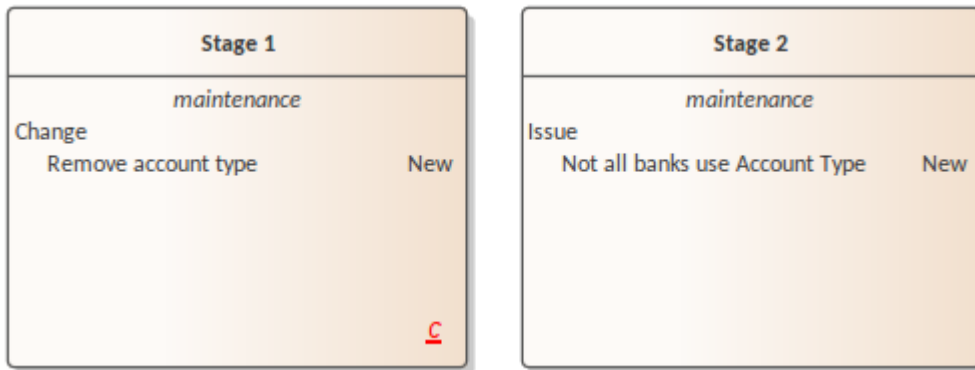 Stage 1
maintenance
Change
Remove account type New
C
Stage 2
maintenance
Issue
Not all banks use Account Type New